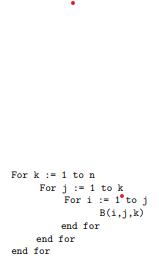 For k := 1 to n
For j := 1 to k
For i := 1 to j
B(i,j,k)
end for
end for
end for